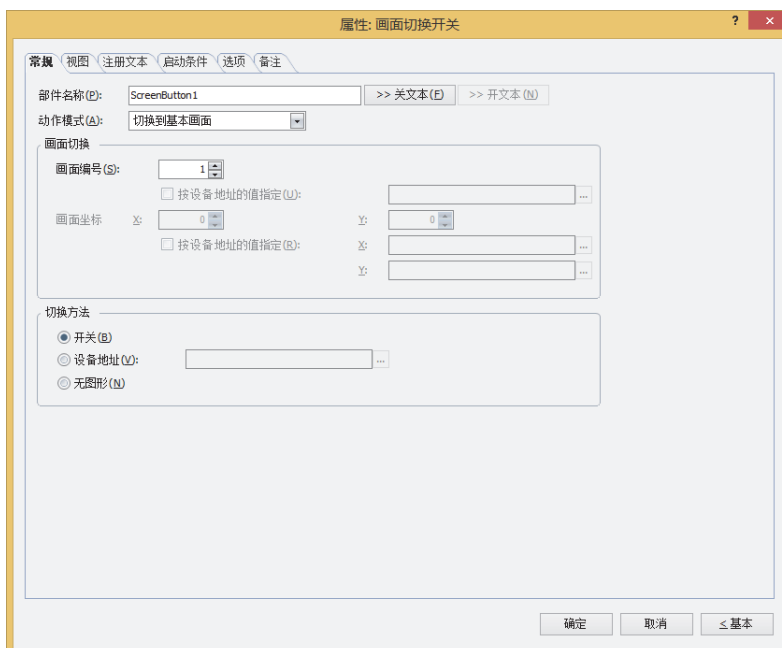 属性: 画面切换开关 ? ×
常规 视图 注册文本 启动条件 选项 备注
部件名称(P): ScreenButton1 >> 关文本(F) >> 开文本(N)
动作模式(A): 切换到基本画面
画面切换
画面编号(S): 1
按设备地址的值指定(U): ...
画面坐标 X: 0 Y: 0
按设备地址的值指定(R): X: ...
Y: ...
切换方法
开关(B)
设备地址(V): ...
无图形(N)
确定 取消 < 基本